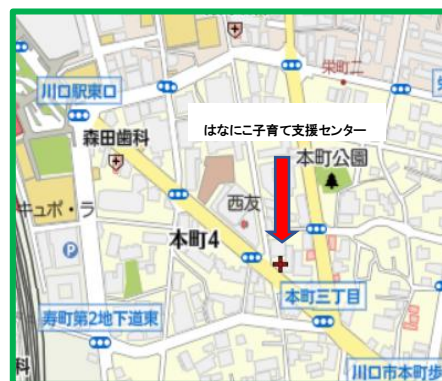 栄町二
川口駅東口
はなにこ子育て支援センター
森田歯科
本町公園
キュポ・ラ
西友
本町4
P
本町三丁目
寿町第2地下道東
川口市本町歩
科